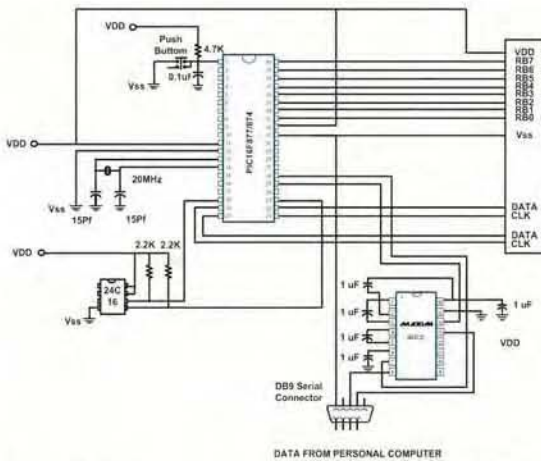 VDD
Push
Buttom
4.7K
0.1uF
Vss
VDD
RB7
RB6
RB5
RB4
RB3
RB2
RB1
RB0
Vss
PIC16F877/874
VDD
20MHz
Vss
15Pf
15Pf
DATA
CLK
DATA
CLK
VDD
2.2K 2.2K
24C
16
Vss
1 uF
1 uF
1 uF
1 uF
1 uF
MAXIM
VDD
DB9 Serial
Connector
DATA FROM PERSONAL COMPUTER